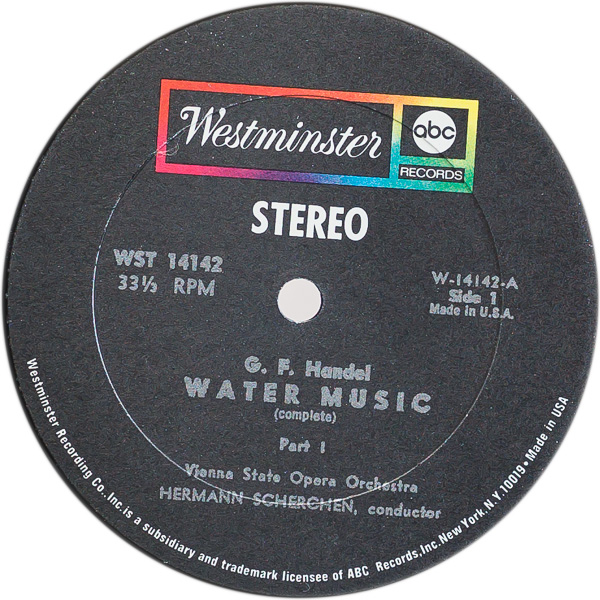 Westminster
abc
RECORDS
STEREO
WST 14142
33⅓ RPM
W-14142-A
Side 1
Made in U.S.A.
G. F. Handel
WATER MUSIC
(complete)
Part I
Vienna State Opera Orchestra
HERMANN SCHERCHEN, conductor
Westminster Recording Co., Inc. is a subsidiary and trademark licensee of ABC Records, Inc. New York, N.Y. 10019 • Made in USA